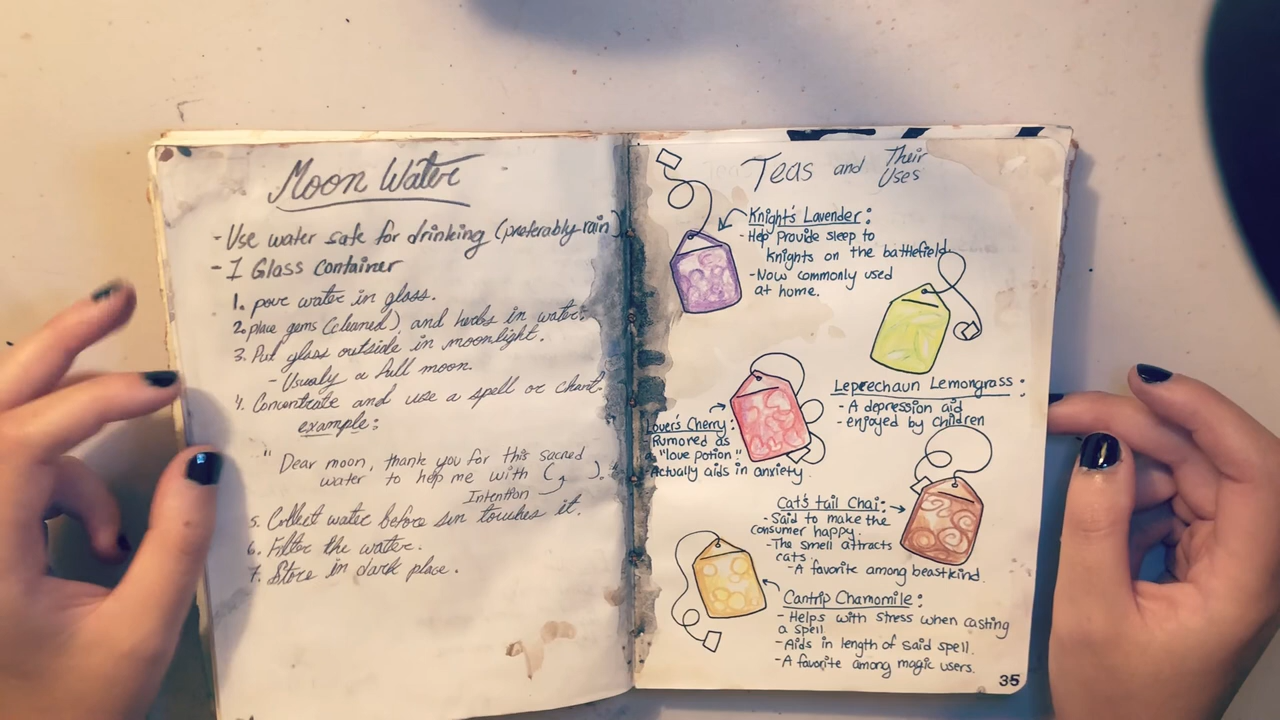 Moon Water
- Use water safe for drinking (preferably rain)
- 1 Glass container
1. pour water in glass.
2. place gems (cleaned), and herbs in water.
3. Put glass outside in moonlight.
- Usualy a full moon.
4. Concentrate and use a spell or chant.
example:
" Dear moon, thank you for this sacred
water to help me with ( ).
Intention
5. Collect water before sun touches it.
6. Filter the water.
7. Store in dark place.
Teas and Their
Uses
Knight's Lavender:
- Help Provide sleep to
knights on the battlefield
- Now commonly used
at home.
Leprechaun Lemongrass:
- A depression aid
- enjoyed by children
Lover's Cherry:
- Rumored as
a "love potion"
- Actually aids in anxiety
Cat's tail Chai:
- Said to make the
consumer happy.
- The smell attracts
cats.
- A favorite among beastkind.
Cantrip Chamomile:
- Helps with stress when casting
a spell.
- Aids in length of said spell.
- A favorite among magic users.
35